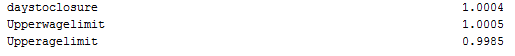 daystoclosure 1.0004
Upperwagelimit 1.0005
Upperagelimit 0.9985